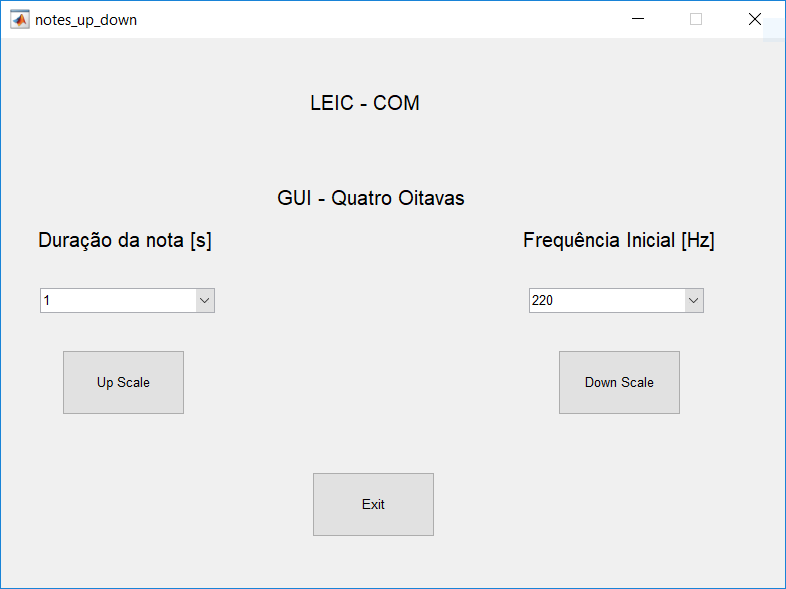 notes_up_down
LEIC - COM
GUI - Quatro Oitavas
Duração da nota [s]
Frequência Inicial [Hz]
1
220
Up Scale
Down Scale
Exit